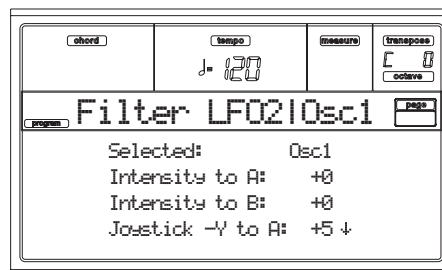 chord tempo measure transpose
♩= 120 C 0
octave
program Filter LFO2|Osc1 page
Selected: Osc1
Intensity to A: +0
Intensity to B: +0
Joystick -Y to A: +5 ↓